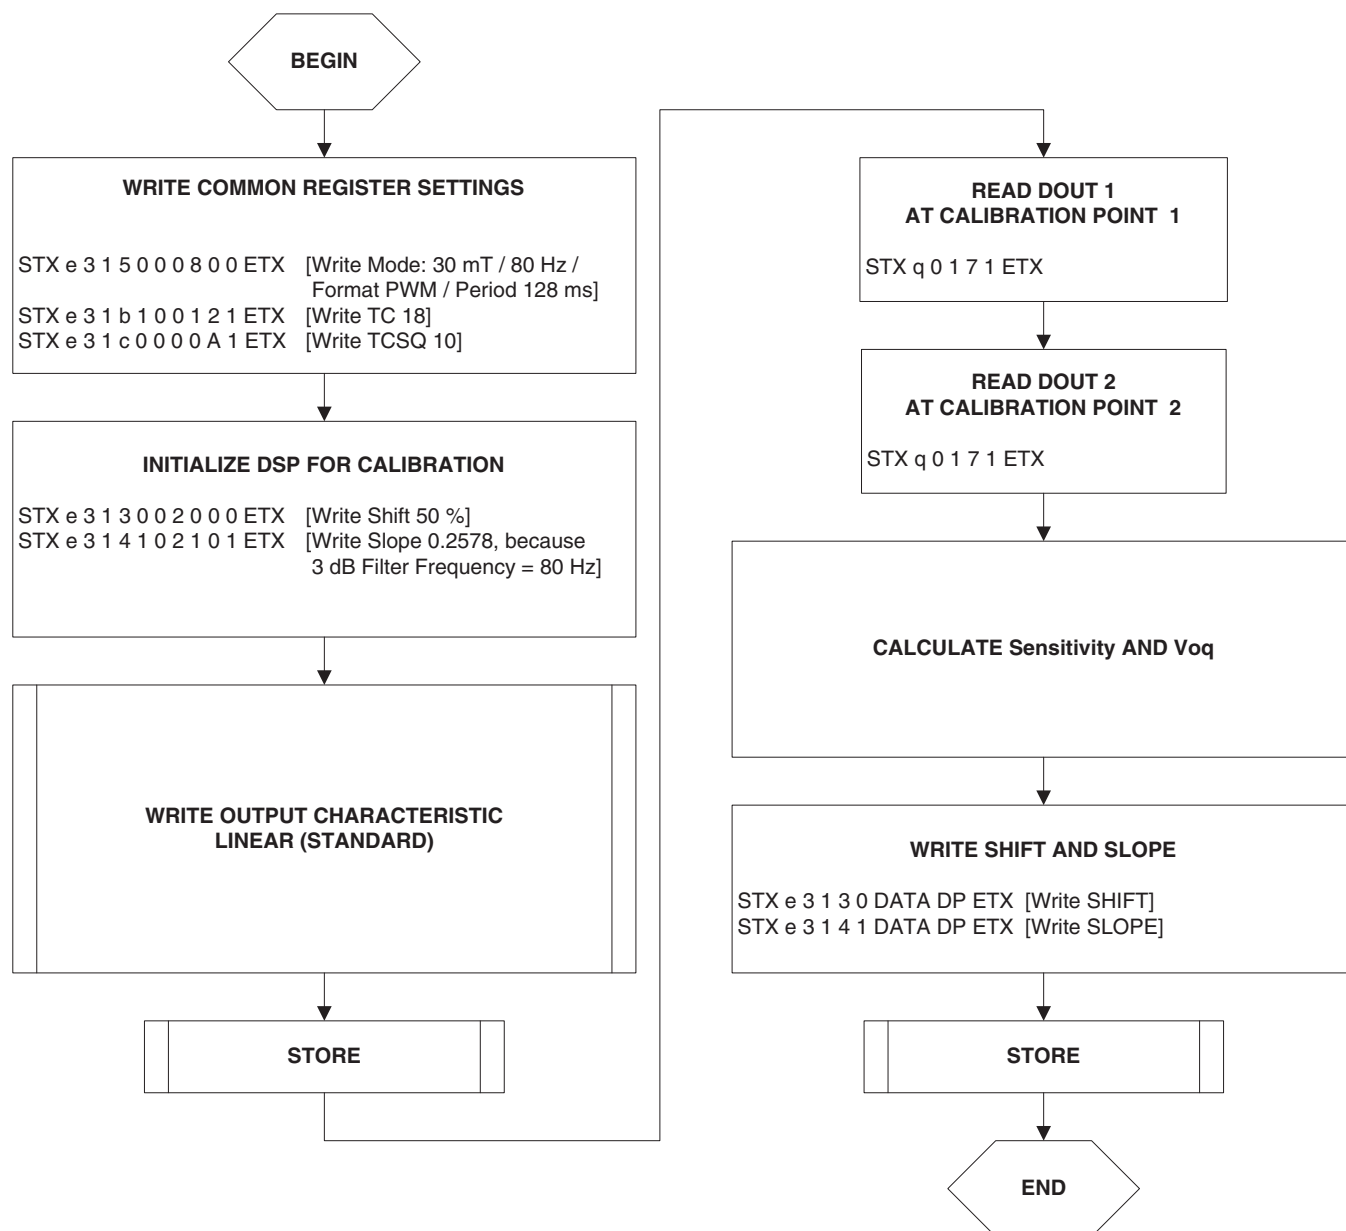 BEGIN
WRITE COMMON REGISTER SETTINGS
STX e 3 1 5 0 0 0 8 0 0 ETX [Write Mode: 30 mT / 80 Hz /
Format PWM / Period 128 ms]
STX e 3 1 b 1 0 0 1 2 1 ETX [Write TC 18]
STX e 3 1 c 0 0 0 0 A 1 ETX [Write TCSQ 10]
INITIALIZE DSP FOR CALIBRATION
STX e 3 1 3 0 0 2 0 0 0 ETX [Write Shift 50 %]
STX e 3 1 4 1 0 2 1 0 1 ETX [Write Slope 0.2578, because
3 dB Filter Frequency = 80 Hz]
WRITE OUTPUT CHARACTERISTIC
LINEAR (STANDARD)
STORE
READ DOUT 1
AT CALIBRATION POINT 1
STX q 0 1 7 1 ETX
READ DOUT 2
AT CALIBRATION POINT 2
STX q 0 1 7 1 ETX
CALCULATE Sensitivity AND Voq
WRITE SHIFT AND SLOPE
STX e 3 1 3 0 DATA DP ETX [Write SHIFT]
STX e 3 1 4 1 DATA DP ETX [Write SLOPE]
STORE
END